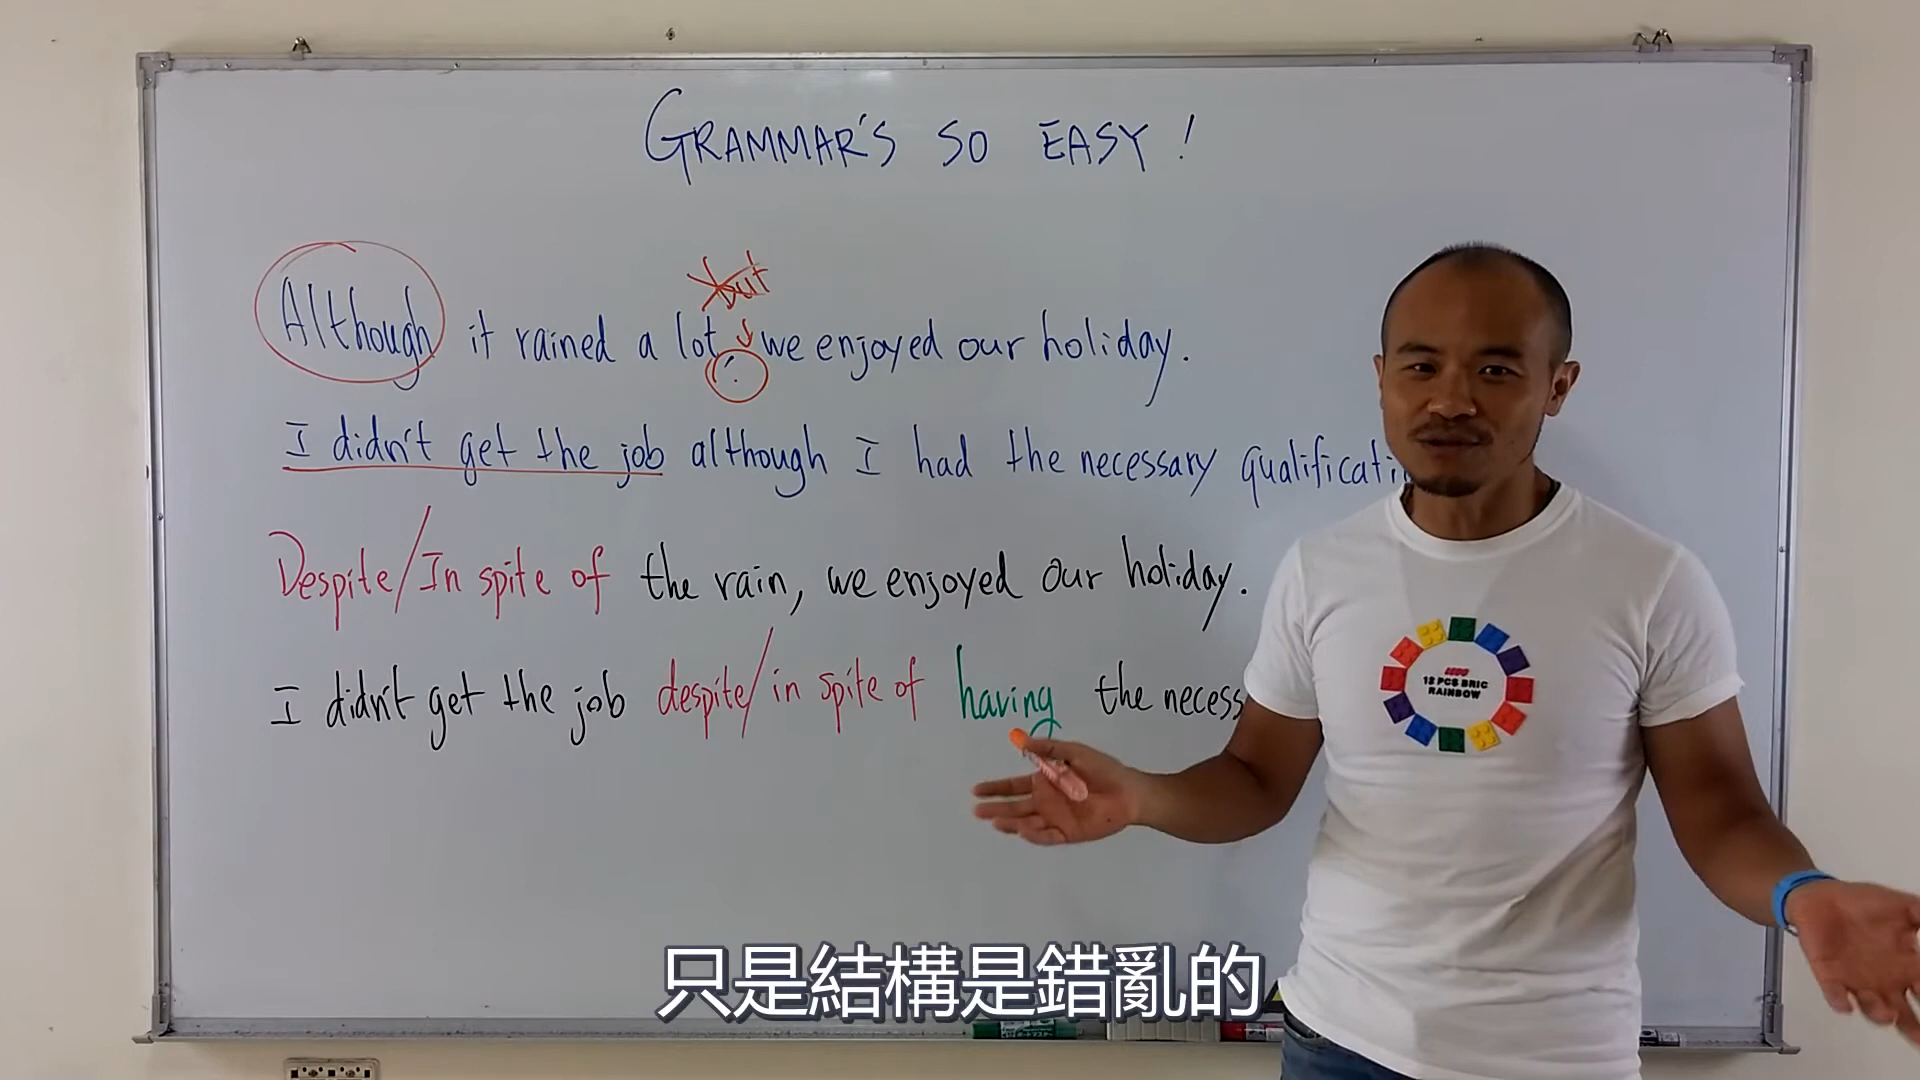 GRAMMAR'S SO EASY!
but
Although it rained a lot, we enjoyed our holiday.
I didn't get the job although I had the necessary
Despite/In spite of the rain, we enjoyed our holiday.
I didn't get the job despite/in spite of having the
LEGO
12 PCS BRIC
RAINBOW
只是結構是錯亂的